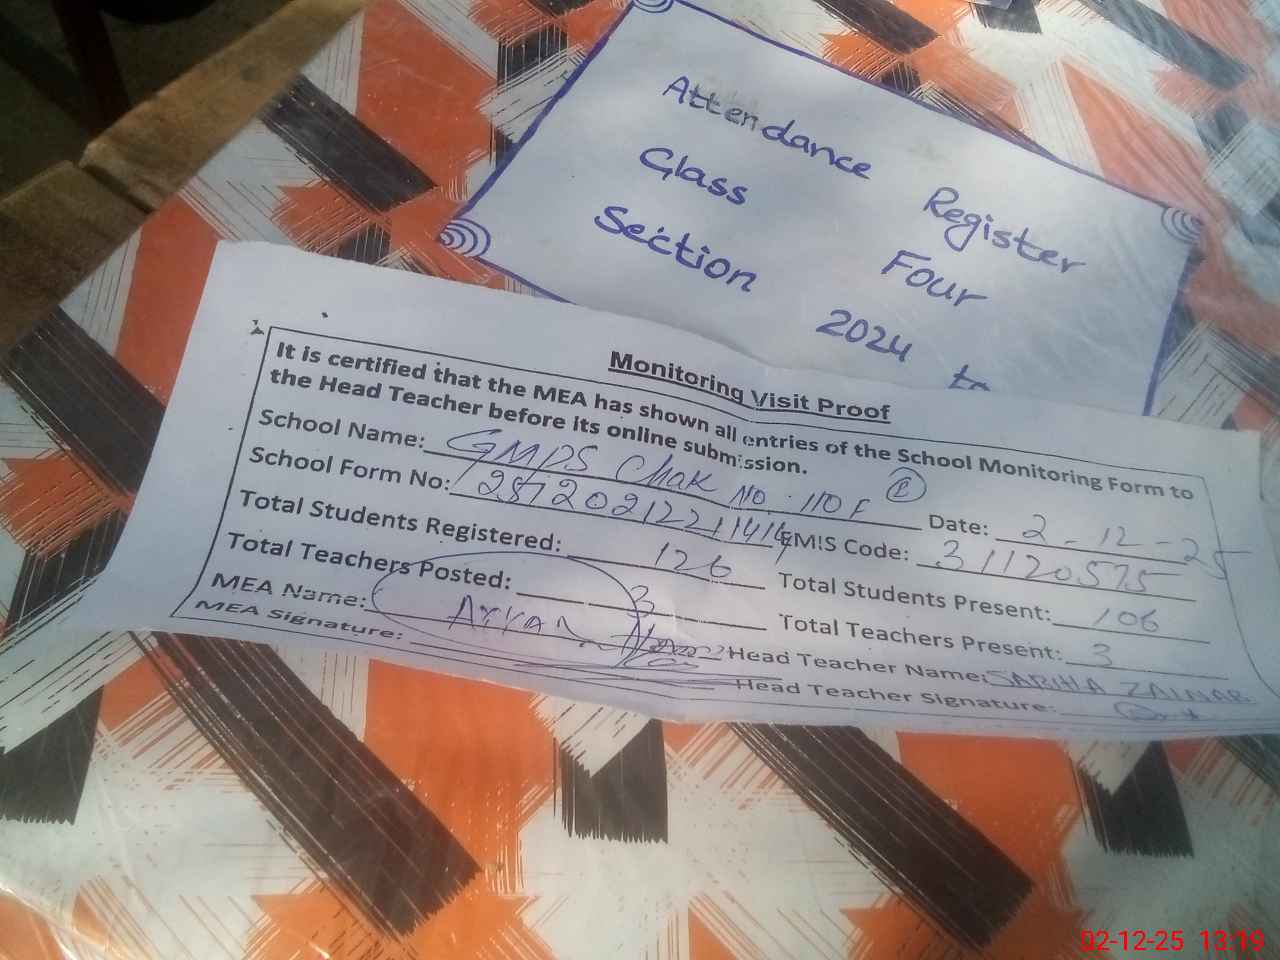 Attendance Register
Class Four
Section 2024 to
Monitoring Visit Proof
It is certified that the MEA has shown all entries of the School Monitoring Form to
the Head Teacher before its online submission.
School Name: GMPS Chak No. 110 F Date: 2-12-25
School Form No: EMIS Code: 31120575
Total Students Registered: 126 Total Students Present: 106
Total Teachers Posted: 3 Total Teachers Present: 3
MEA Name: Head Teacher Name: ZAINAB
MEA Signature: Head Teacher Signature:
02-12-25 13:19